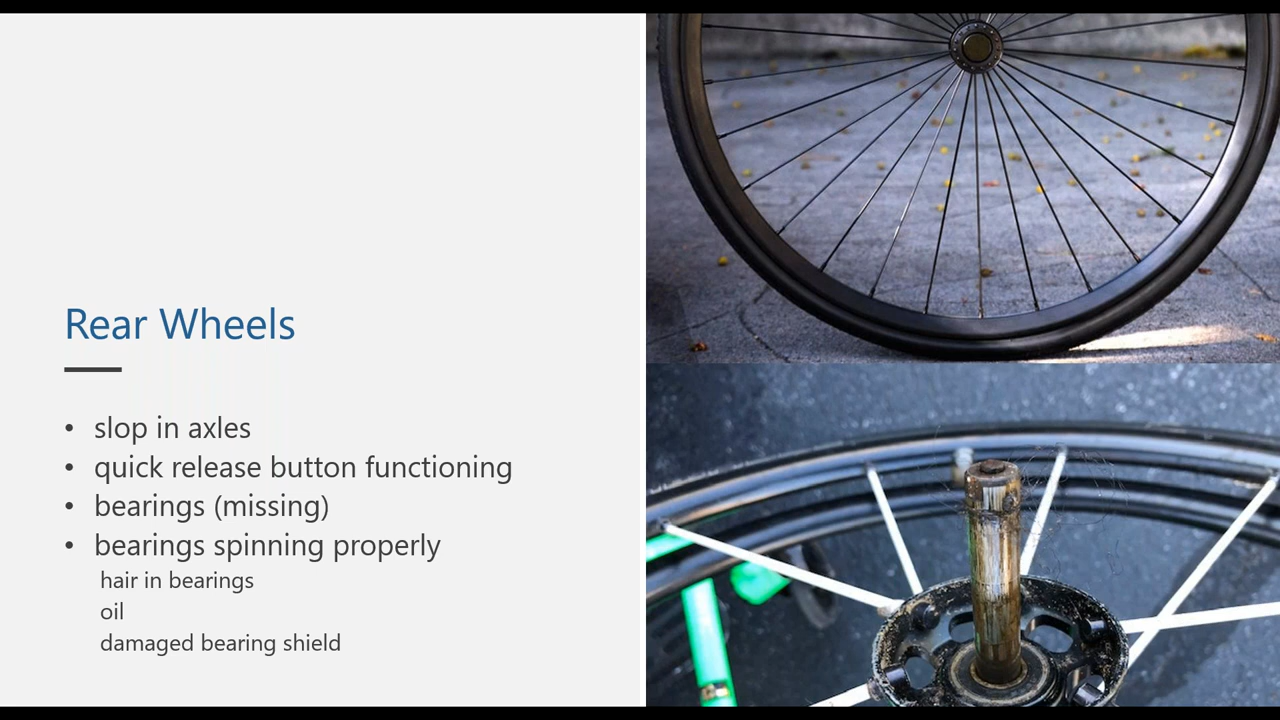 Rear Wheels
• slop in axles
• quick release button functioning
• bearings (missing)
• bearings spinning properly
hair in bearings
oil
damaged bearing shield